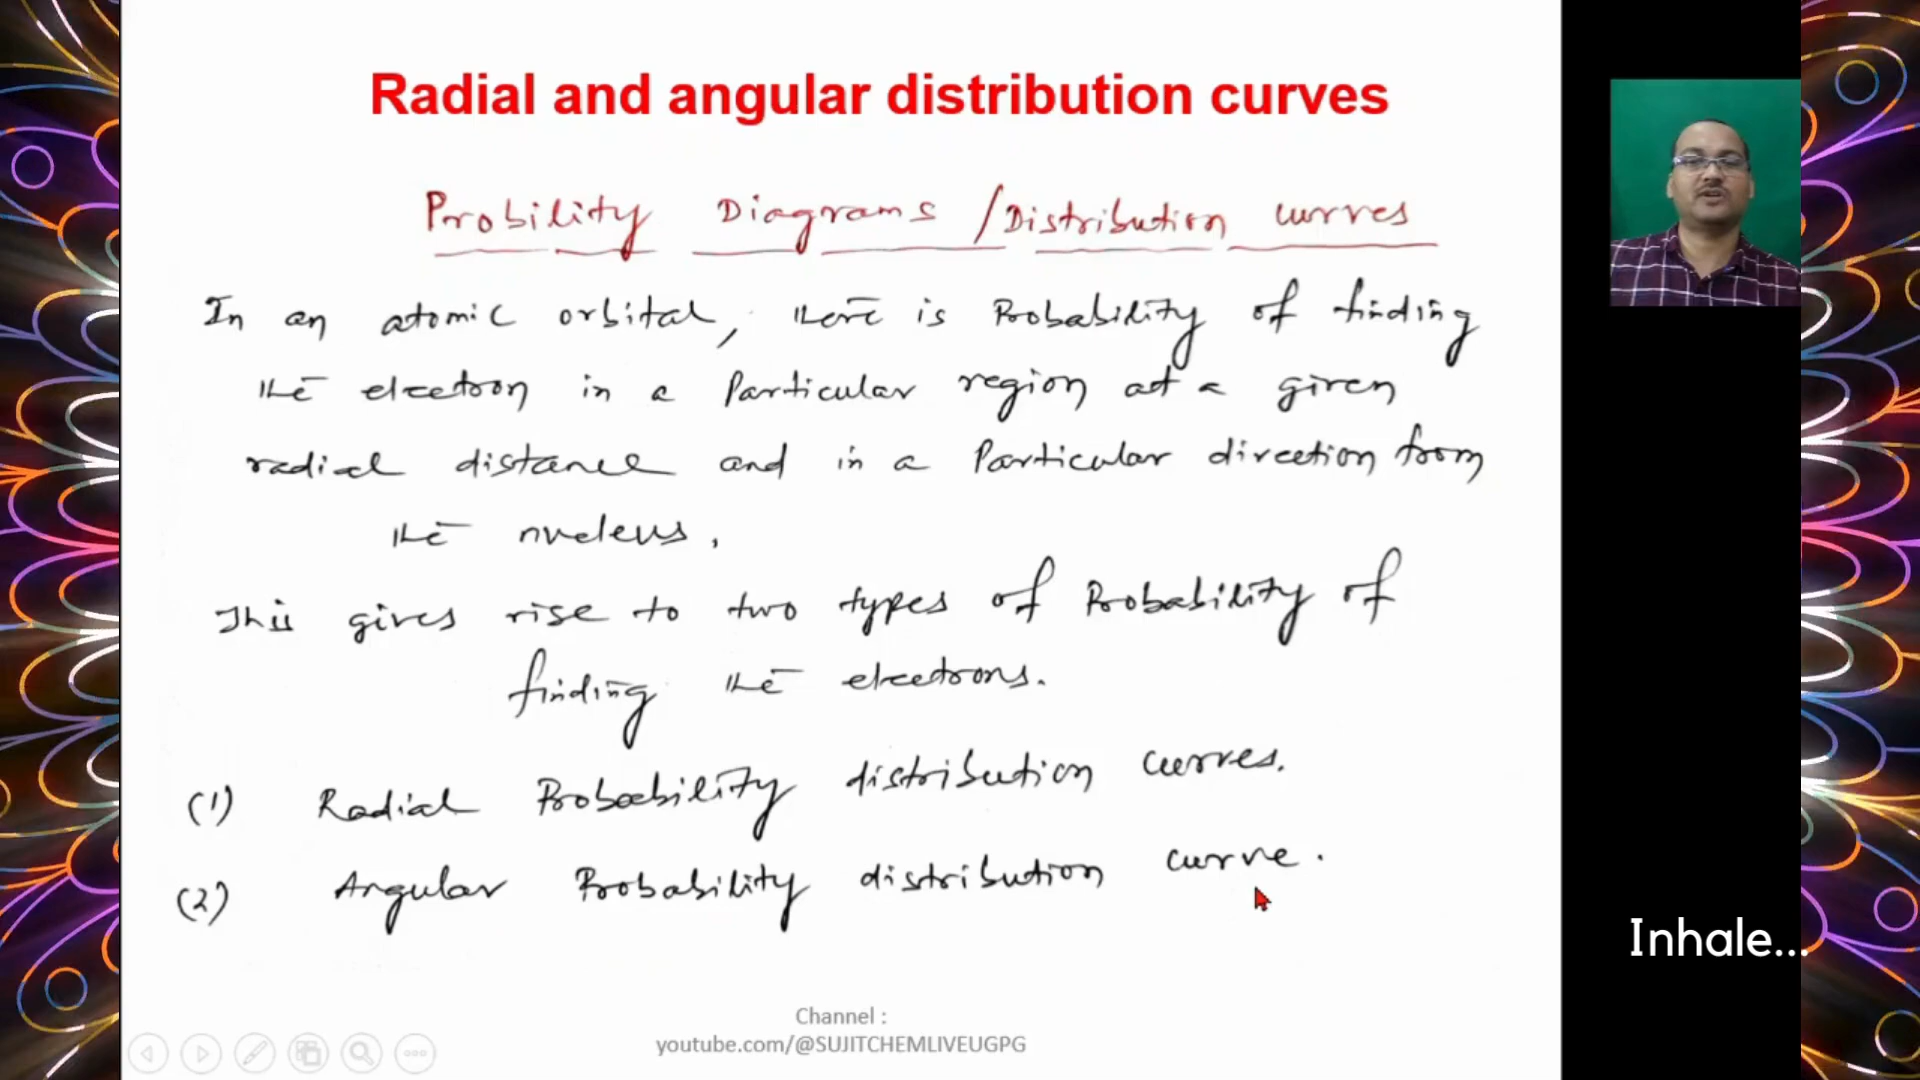 Radial and angular distribution curves
Probility Diagrams / Distribution curves
In an atomic orbital, there is Probability of finding
the electron in a Particular region at a given
radial distance and in a Particular direction from
the nucleus.
This gives rise to two types of Probability of
finding the electrons.
(1) Radial Probability distribution curves.
(2) Angular Probability distribution curve.
Inhale...
Channel :
youtube.com/@SUJITCHEMLIVEUGPG